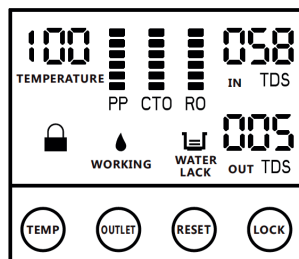 100
TEMPERATURE
PP CTO RO
058
IN TDS
WORKING
WATER
LACK
005
OUT TDS
TEMP
OUTLET
RESET
LOCK